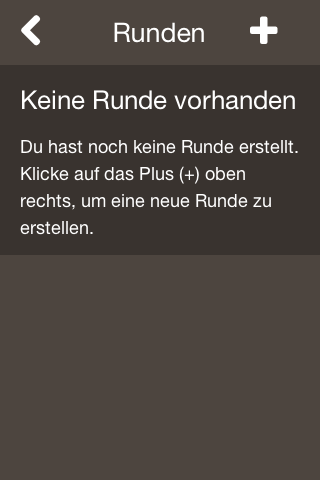 Runden
Keine Runde vorhanden
Du hast noch keine Runde erstellt.
Klicke auf das Plus (+) oben
rechts, um eine neue Runde zu
erstellen.